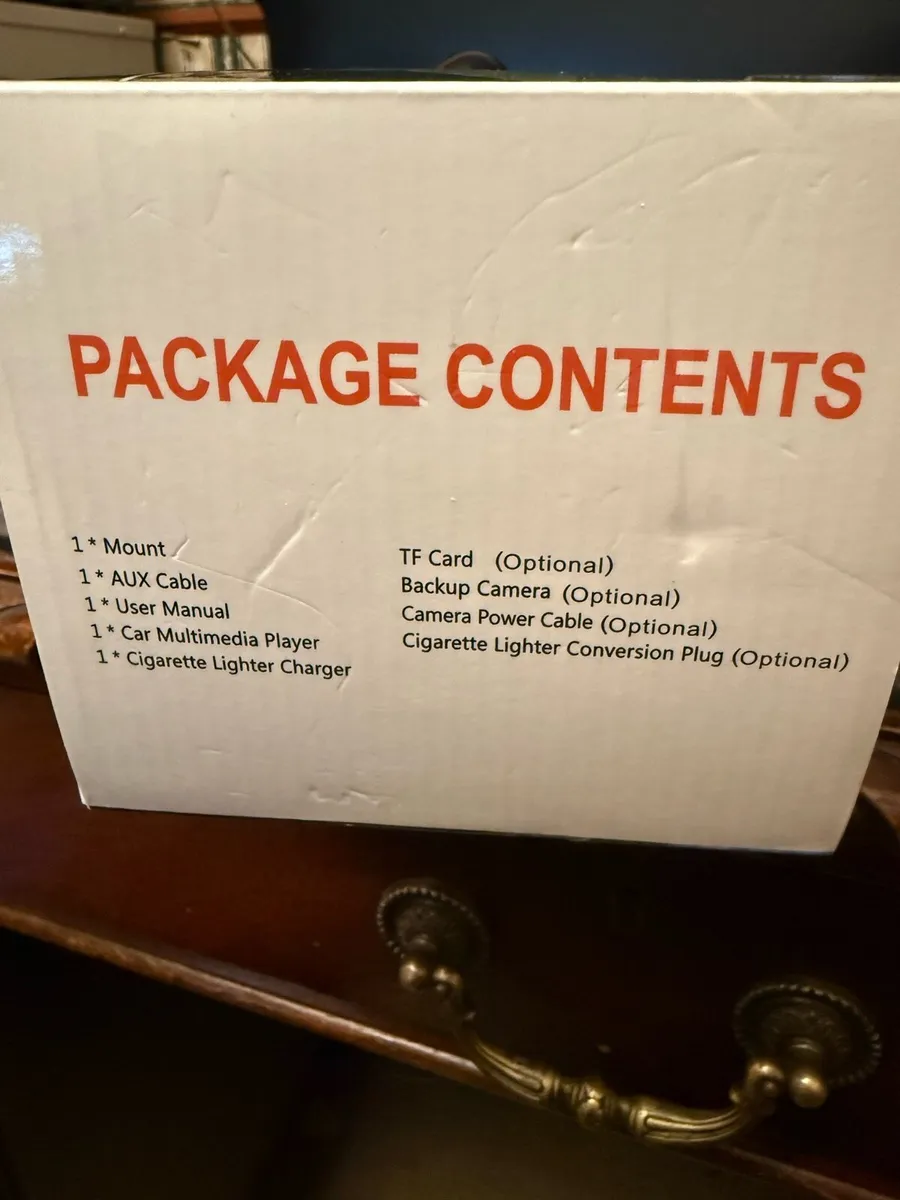 PACKAGE CONTENTS
1* Mount
1* AUX Cable
1* User Manual
1* Car Multimedia Player
1* Cigarette Lighter Charger
TF Card (Optional)
Backup Camera (Optional)
Camera Power Cable (Optional)
Cigarette Lighter Conversion Plug (Optional)